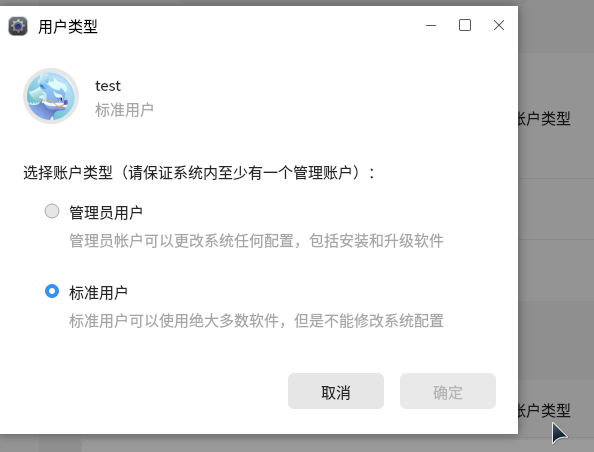 用户类型
test
标准用户
账户类型
选择账户类型（请保证系统内至少有一个管理账户）：
管理员用户
管理员帐户可以更改系统任何配置，包括安装和升级软件
标准用户
标准用户可以使用绝大多数软件，但是不能修改系统配置
取消
确定
账户类型